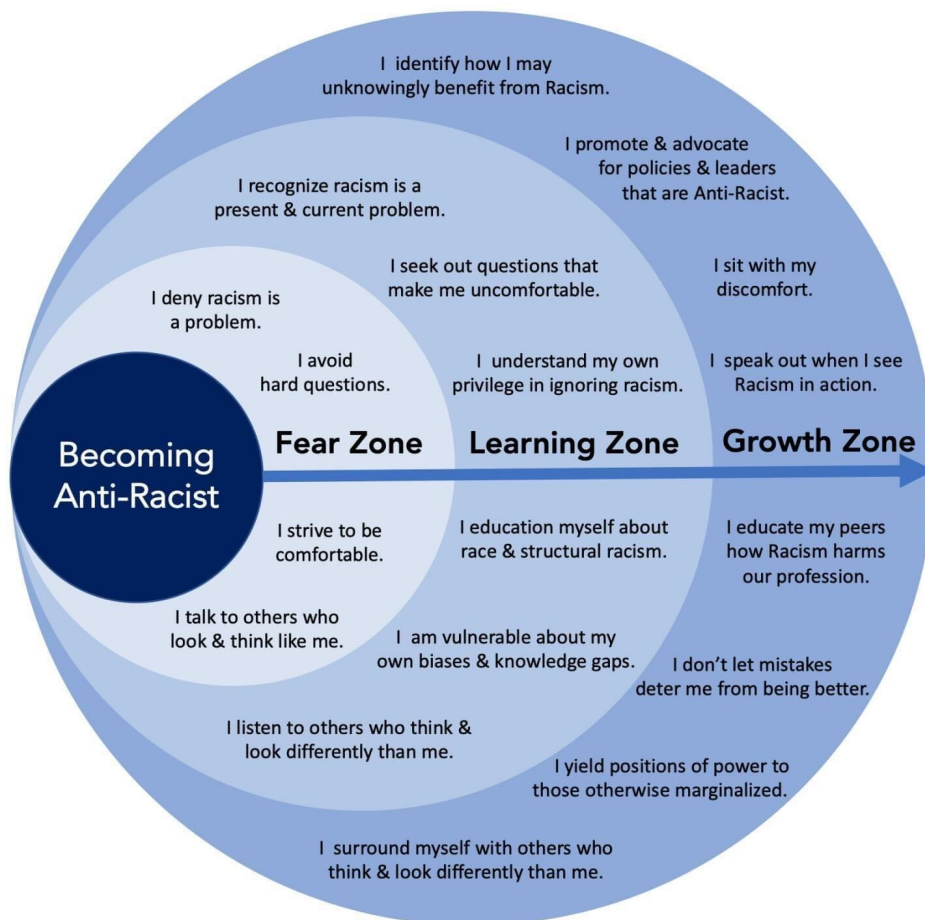 I identify how I may
unknowingly benefit from Racism.
I promote & advocate
for policies & leaders
that are Anti-Racist.
I recognize racism is a
present & current problem.
I seek out questions that
make me uncomfortable.
I sit with my
discomfort.
I deny racism is
a problem.
I avoid
hard questions.
I understand my own
privilege in ignoring racism.
I speak out when I see
Racism in action.
Becoming
Anti-Racist
Fear Zone
Learning Zone
Growth Zone
I strive to be
comfortable.
I education myself about
race & structural racism.
I educate my peers
how Racism harms
our profession.
I talk to others who
look & think like me.
I am vulnerable about my
own biases & knowledge gaps.
I don’t let mistakes
deter me from being better.
I listen to others who think &
look differently than me.
I yield positions of power to
those otherwise marginalized.
I surround myself with others who
think & look differently than me.